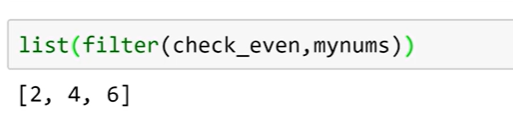 list(filter(check_even,mynums))
[2, 4, 6]